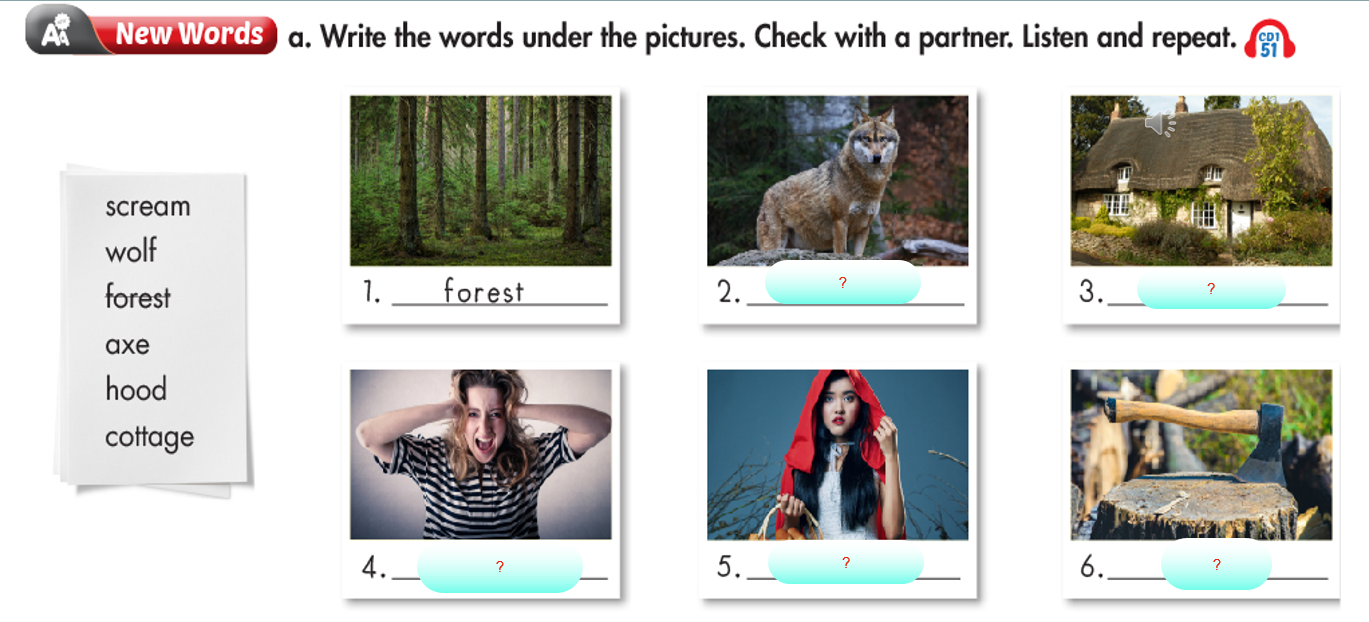 New Words a. Write the words under the pictures. Check with a partner. Listen and repeat. CD1 51
scream
wolf
forest
axe
hood
cottage
1. forest
2. ?
3. ?
4. ?
5. ?
6. ?